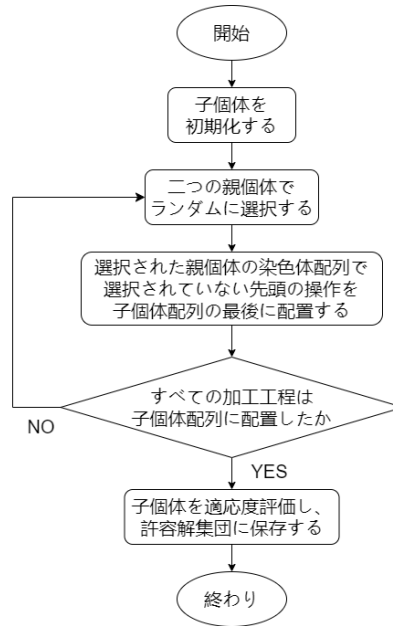 開始
子個体を
初期化する
二つの親個体で
ランダムに選択する
選択された親個体の染色体配列で
選択されていない先頭の操作を
子個体配列の最後に配置する
すべての加工工程は
子個体配列に配置したか
NO
YES
子個体を適応度評価し、
許容解集団に保存する
終わり